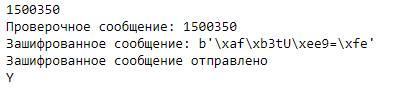 1500350
Проверочное сообщение: 1500350
Зашифрованное сообщение: b'\xaf\xb3tU\xee9=\xfe'
Зашифрованное сообщение отправлено
Y